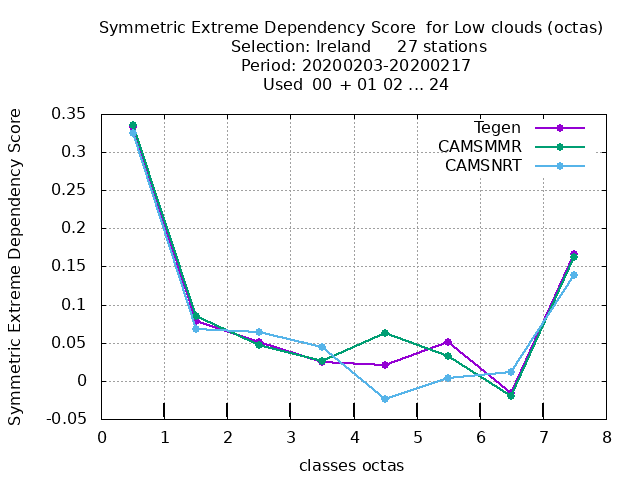 Symmetric Extreme Dependency Score  for Low clouds (octas)
Selection: Ireland     27 stations
Period: 20200203-20200217
Used  00  + 01 02 ... 24
Symmetric Extreme Dependency Score
0.35
0.3
0.25
0.2
0.15
0.1
0.05
0
-0.05
Tegen
CAMSMMR
CAMSNRT
0 1 2 3 4 5 6 7 8
classes octas